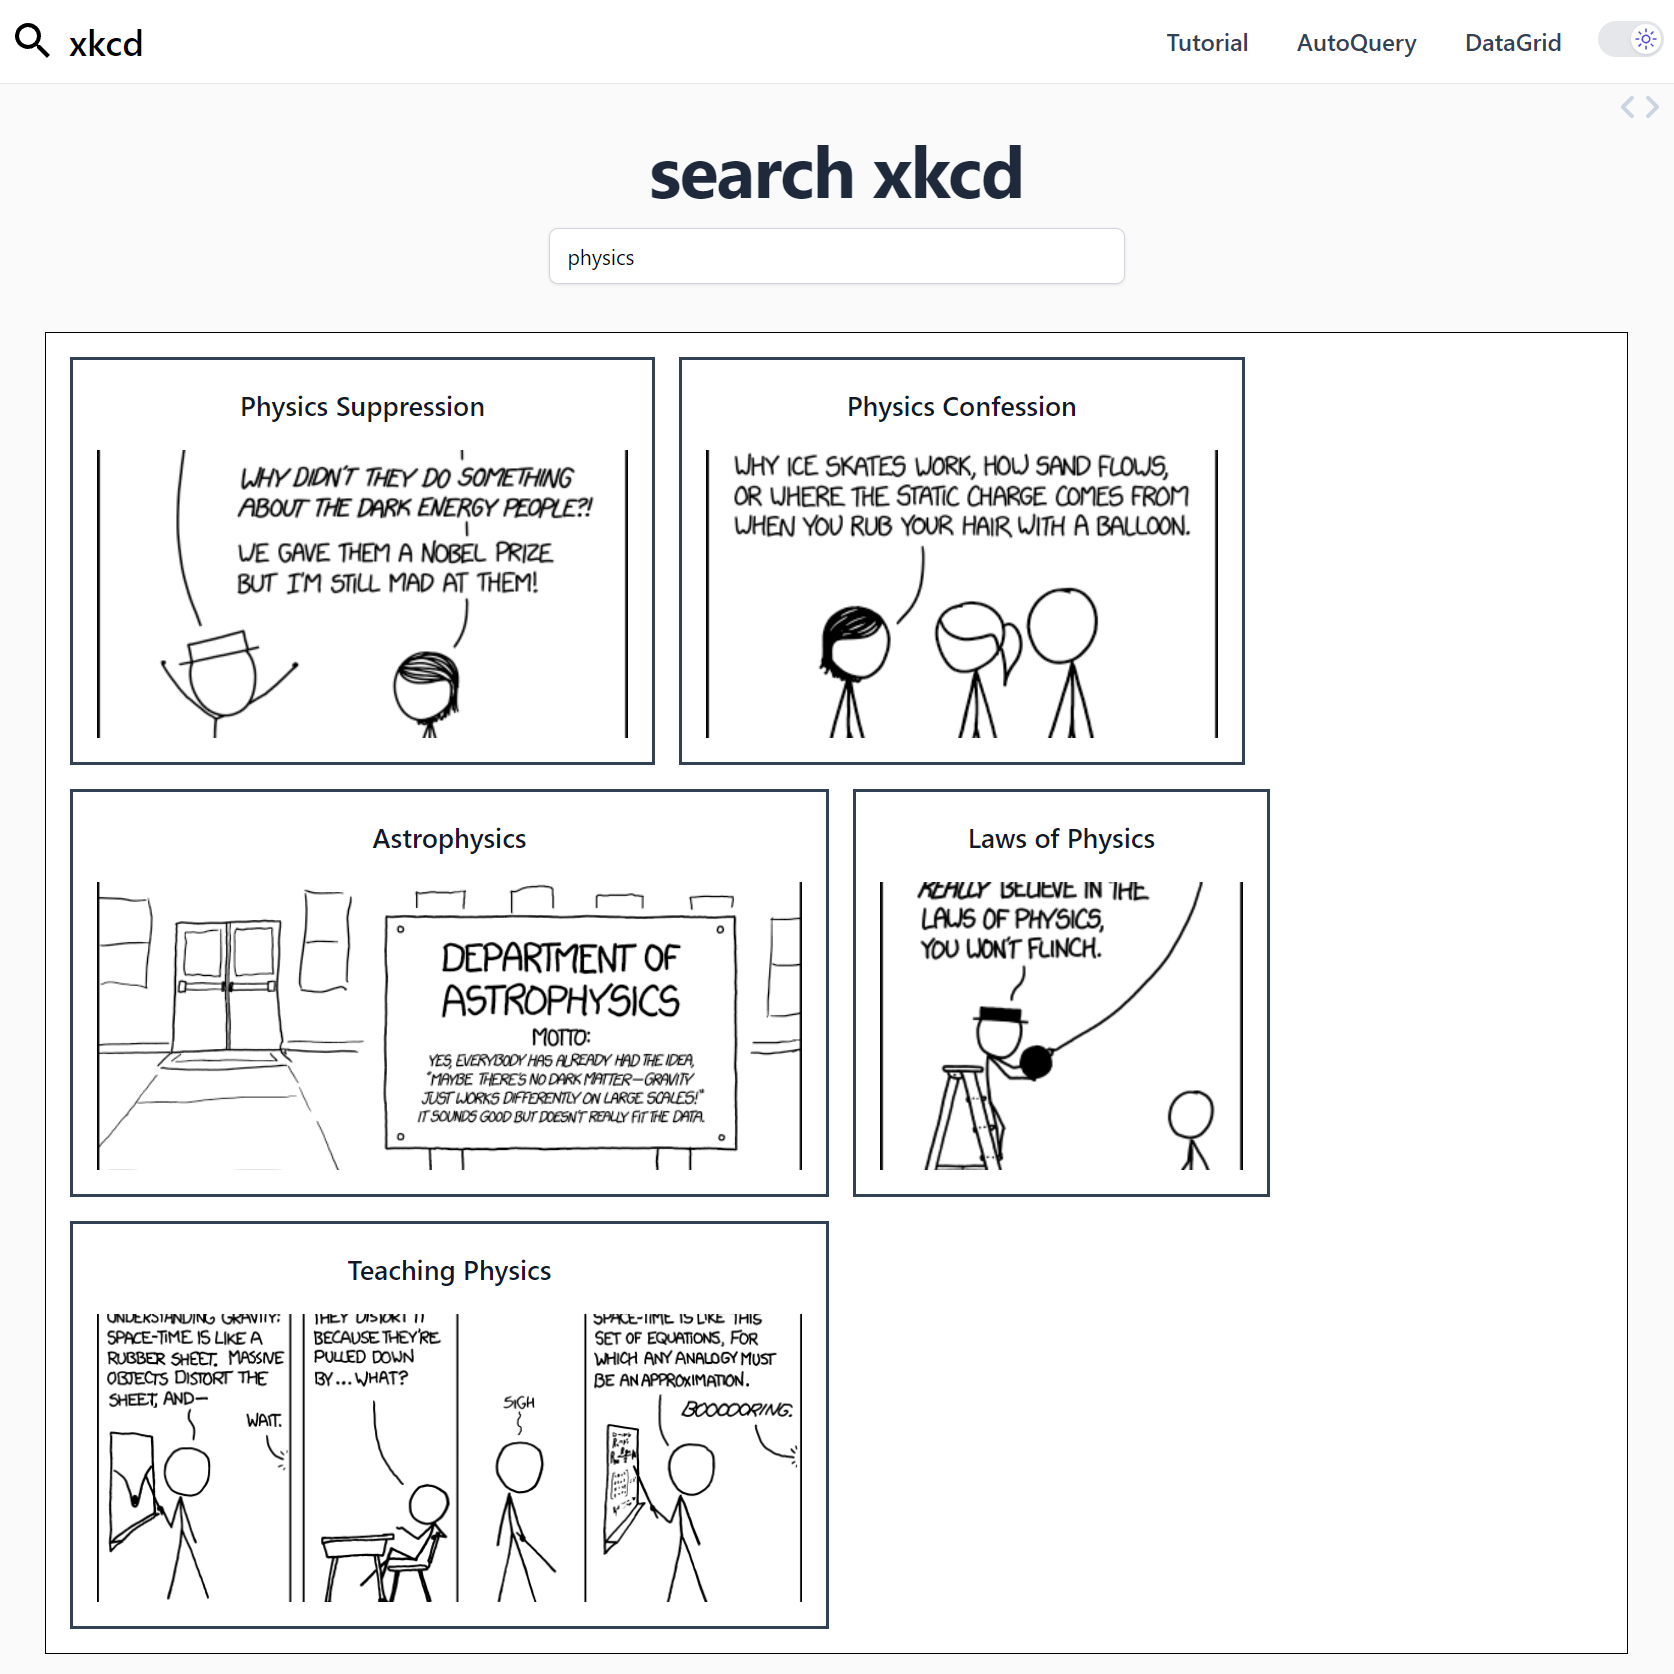 xkcd
Tutorial
AutoQuery
DataGrid
search xkcd
physics
Physics Suppression
WHY DIDN'T THEY DO SOMETHING
ABOUT THE DARK ENERGY PEOPLE?!
WE GAVE THEM A NOBEL PRIZE
BUT I'M STILL MAD AT THEM!
Physics Confession
WHY ICE SKATES WORK, HOW SAND FLOWS,
OR WHERE THE STATIC CHARGE COMES FROM
WHEN YOU RUB YOUR HAIR WITH A BALLOON.
Astrophysics
DEPARTMENT OF
ASTROPHYSICS
MOTTO:
YES, EVERYBODY HAS ALREADY HAD THE IDEA,
"MAYBE THERE'S NO DARK MATTER—GRAVITY
JUST WORKS DIFFERENTLY ON LARGE SCALES!"
IT SOUNDS GOOD BUT DOESN'T REALLY FIT THE DATA.
Laws of Physics
REALLY BELIEVE IN THE
LAWS OF PHYSICS,
YOU WON'T FLINCH.
Teaching Physics
UNDERSTANDING GRAVITY:
SPACE-TIME IS LIKE A
RUBBER SHEET. MASSIVE
OBJECTS DISTORT THE
SHEET, AND—
WAIT.
THEY DISTORT IT
BECAUSE THEY'RE
PULLED DOWN
BY...WHAT?
SIGH
SPACE-TIME IS LIKE THIS
SET OF EQUATIONS, FOR
WHICH ANY ANALOGY MUST
BE AN APPROXIMATION.
BOOOOORING.